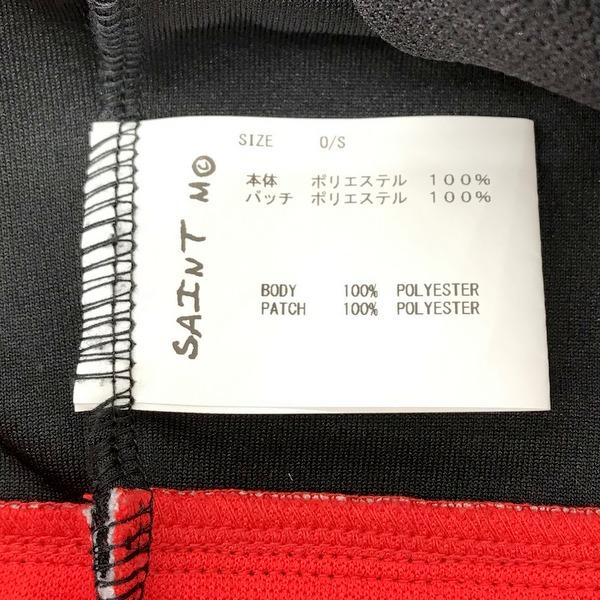 SAINT M©
SIZE O/S
本体 ポリエステル 100%
パッチ ポリエステル 100%
BODY 100% POLYESTER
PATCH 100% POLYESTER